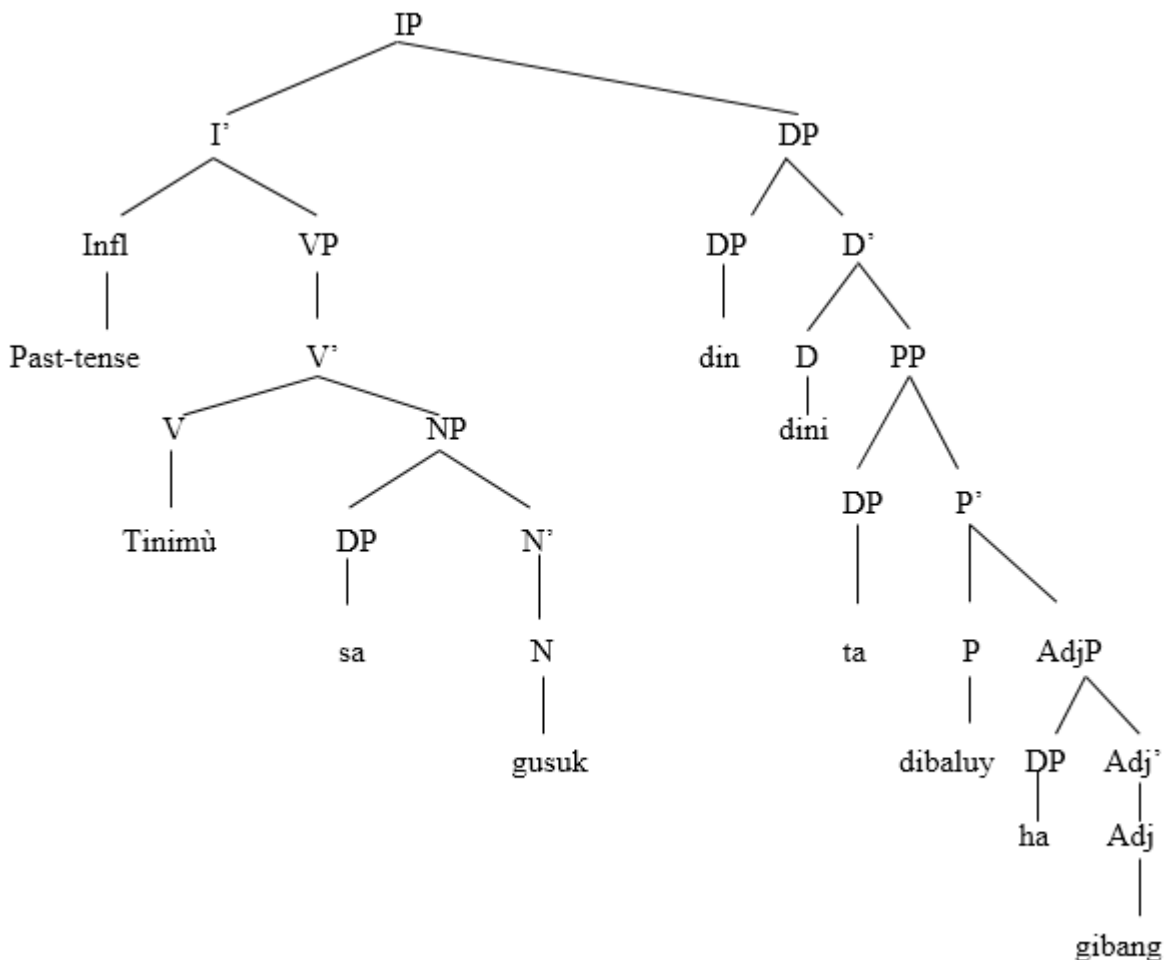 IP
I’ DP
Infl VP DP D’
Past-tense V’ din D PP
V NP dini
Tinimù DP N’ DP P’
sa N ta P AdjP
gusuk dibaluy DP Adj’
ha Adj
gibang